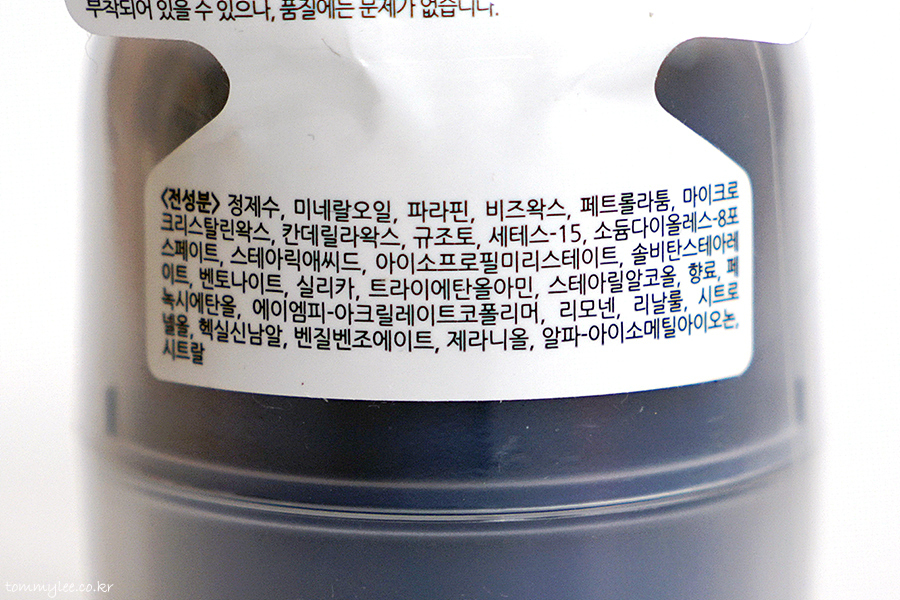 부착되어 있을 수 있으나, 품질에는 문제가 없습니다.
<전성분> 정제수, 미네랄오일, 파라핀, 비즈왁스, 페트롤라툼, 마이크로
크리스탈린왁스, 칸데릴라왁스, 규조토, 세테스-15, 소듐다이올레스-8포
스페이트, 스테아릭애씨드, 아이소프로필미리스테이트, 솔비탄스테아레
이트, 벤토나이트, 실리카, 트라이에탄올아민, 스테아릴알코올, 향료, 페
녹시에탄올, 에이엠피-아크릴레이트코폴리머, 리모넨, 리날룰, 시트로
넬올, 헥실신남알, 벤질벤조에이트, 제라니올, 알파-아이소메틸아이오논,
시트랄
tommylee.co.kr